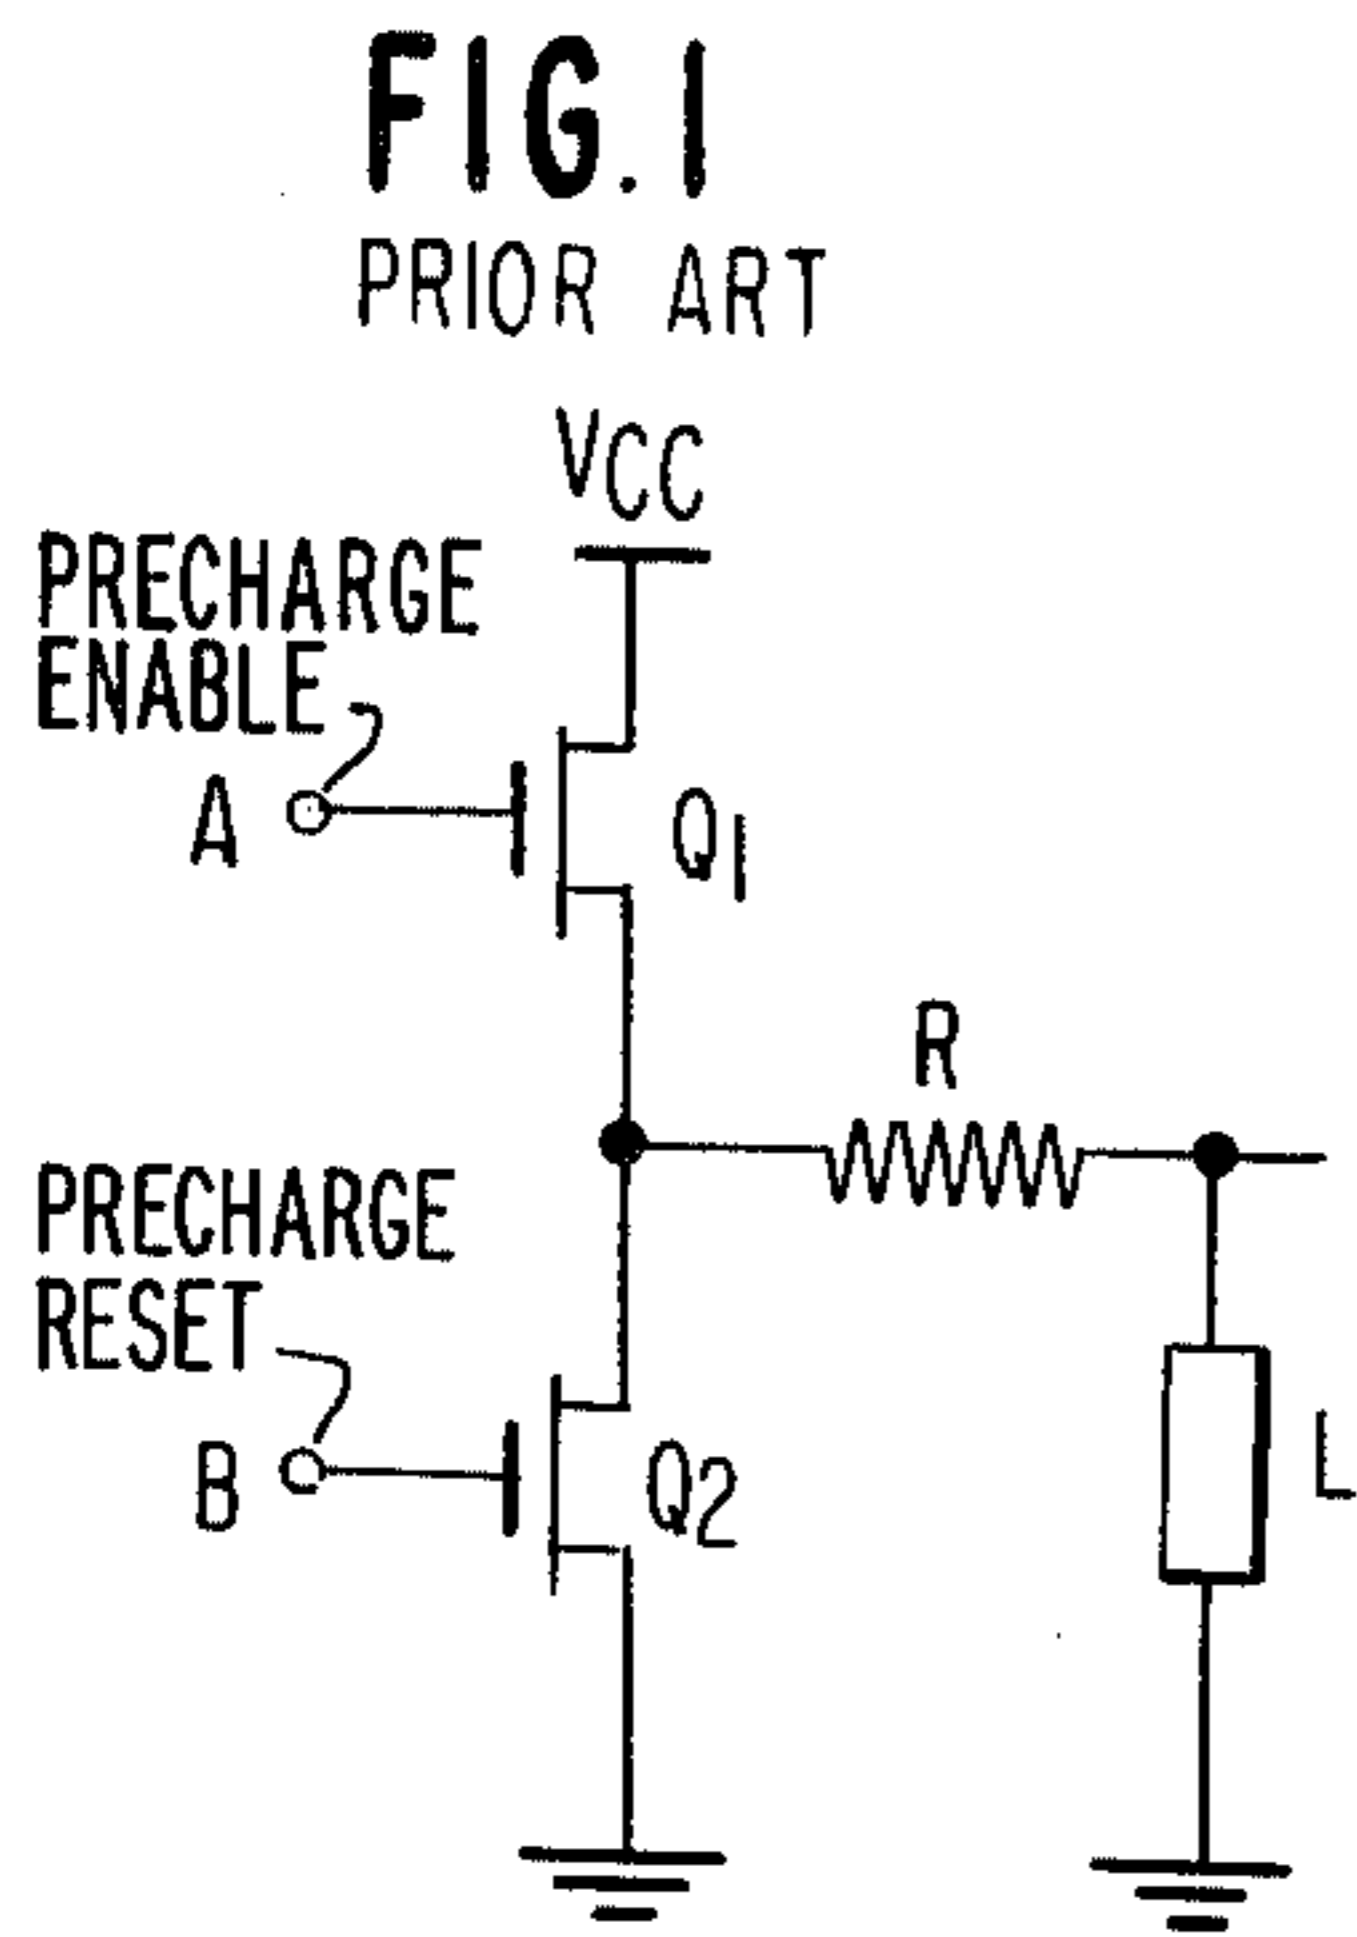 FIG. 1
PRIOR ART
VCC
PRECHARGE
ENABLE
A
Q1
R
PRECHARGE
RESET
B
Q2
L